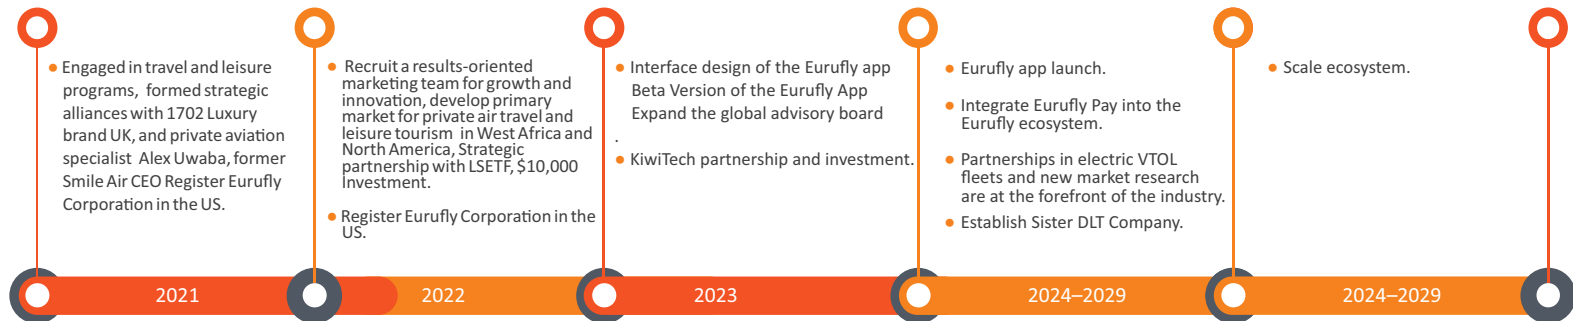 ● Engaged in travel and leisure
programs, formed strategic
alliances with 1702 Luxury
brand UK, and private aviation
specialist Alex Uwaba, former
Smile Air CEO Register Eurufly
Corporation in the US.
● Recruit a results-oriented
marketing team for growth and
innovation, develop primary
market for private air travel and
leisure tourism in West Africa and
North America, Strategic
partnership with LSETF, $10,000
Investment.
● Register Eurufly Corporation in the
US.
● Interface design of the Eurufly app
Beta Version of the Eurufly App
Expand the global advisory board
.
● KiwiTech partnership and investment.
● Eurufly app launch.
● Integrate Eurufly Pay into the
Eurufly ecosystem.
● Partnerships in electric VTOL
fleets and new market research
are at the forefront of the industry.
● Establish Sister DLT Company.
● Scale ecosystem.
2021
2022
2023
2024–2029
2024–2029